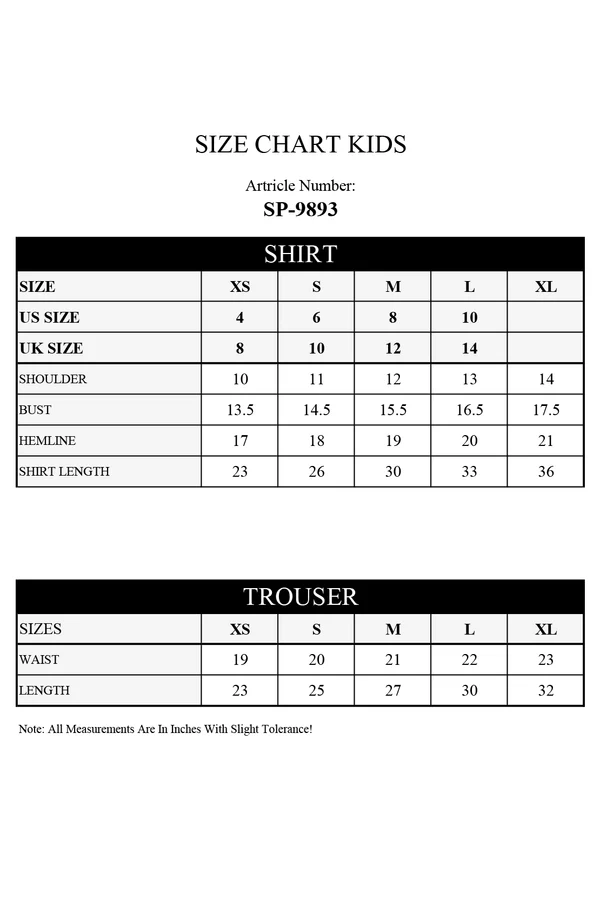 SIZE CHART KIDS
Artricle Number:
SP-9893
SHIRT
SIZE XS S M L XL
US SIZE 4 6 8 10
UK SIZE 8 10 12 14
SHOULDER 10 11 12 13 14
BUST 13.5 14.5 15.5 16.5 17.5
HEMLINE 17 18 19 20 21
SHIRT LENGTH 23 26 30 33 36
TROUSER
SIZES XS S M L XL
WAIST 19 20 21 22 23
LENGTH 23 25 27 30 32
Note: All Measurements Are In Inches With Slight Tolerance!